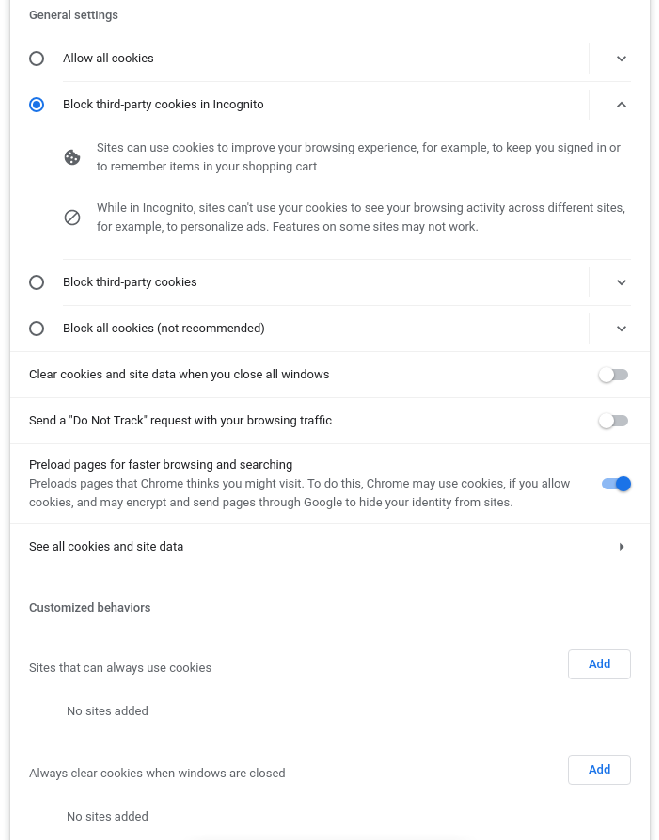 General settings
Allow all cookies
Block third-party cookies in Incognito
Sites can use cookies to improve your browsing experience, for example, to keep you signed in or
to remember items in your shopping cart
While in Incognito, sites can't use your cookies to see your browsing activity across different sites,
for example, to personalize ads. Features on some sites may not work.
Block third-party cookies
Block all cookies (not recommended)
Clear cookies and site data when you close all windows
Send a "Do Not Track" request with your browsing traffic
Preload pages for faster browsing and searching
Preloads pages that Chrome thinks you might visit. To do this, Chrome may use cookies, if you allow
cookies, and may encrypt and send pages through Google to hide your identity from sites.
See all cookies and site data
Customized behaviors
Sites that can always use cookies
Add
No sites added
Always clear cookies when windows are closed
Add
No sites added